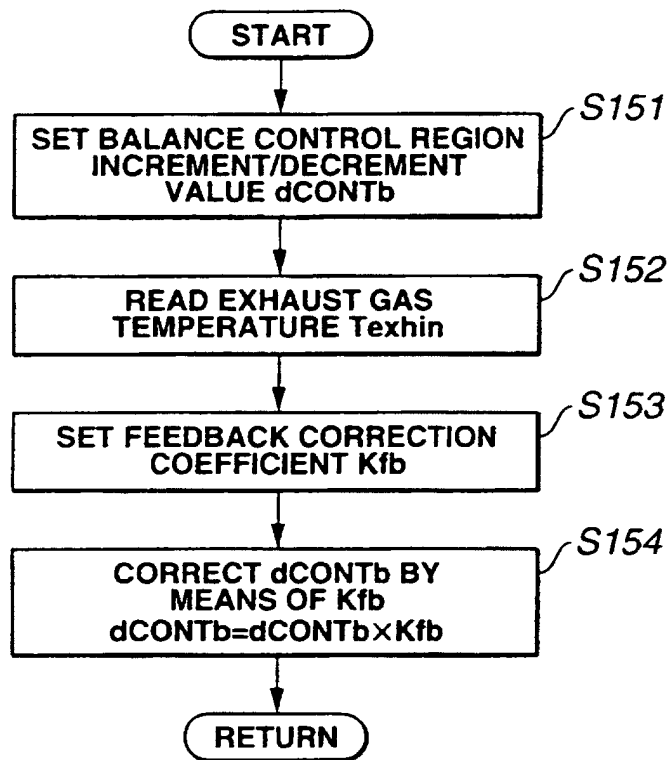 START
S151
SET BALANCE CONTROL REGION
INCREMENT/DECREMENT
VALUE dCONTb
S152
READ EXHAUST GAS
TEMPERATURE Texhin
S153
SET FEEDBACK CORRECTION
COEFFICIENT Kfb
S154
CORRECT dCONTb BY
MEANS OF Kfb
dCONTb=dCONTb×Kfb
RETURN